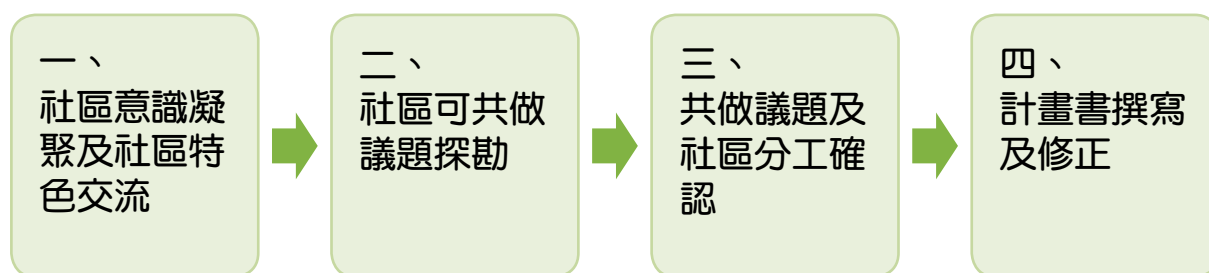 一、
社區意識凝
聚及社區特
色交流
二、
社區可共做
議題探勘
三、
共做議題及
社區分工確
認
四、
計畫書撰寫
及修正